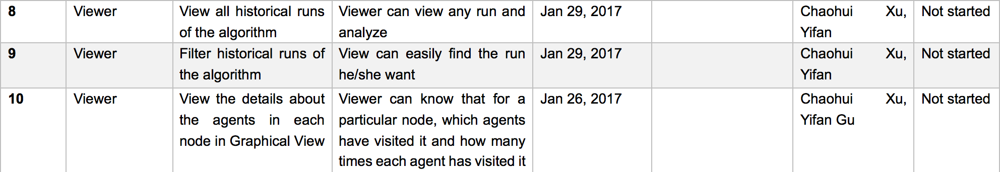 8 Viewer View all historical runs Viewer can view any run and Jan 29, 2017 Chaohui Xu, Not started
of the algorithm analyze Yifan
9 Viewer Filter historical runs of View can easily find the run Jan 29, 2017 Chaohui Xu, Not started
the algorithm he/she want Yifan
10 Viewer View the details about Viewer can know that for a Jan 26, 2017 Chaohui Xu, Not started
the agents in each particular node, which agents Yifan Gu
node in Graphical View have visited it and how many
times each agent has visited it